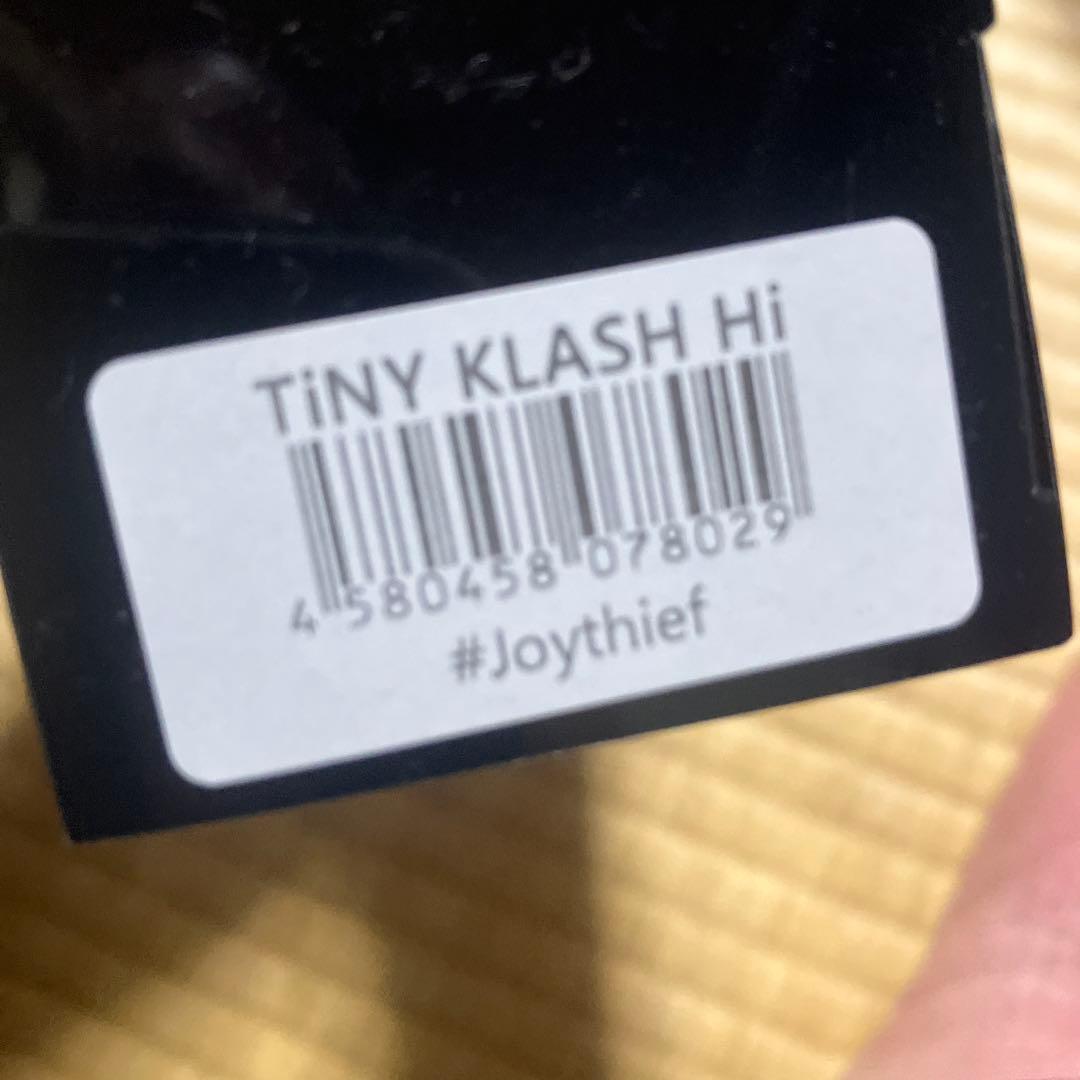 TiNY KLASH Hi
4 580458 078029
#Joythief